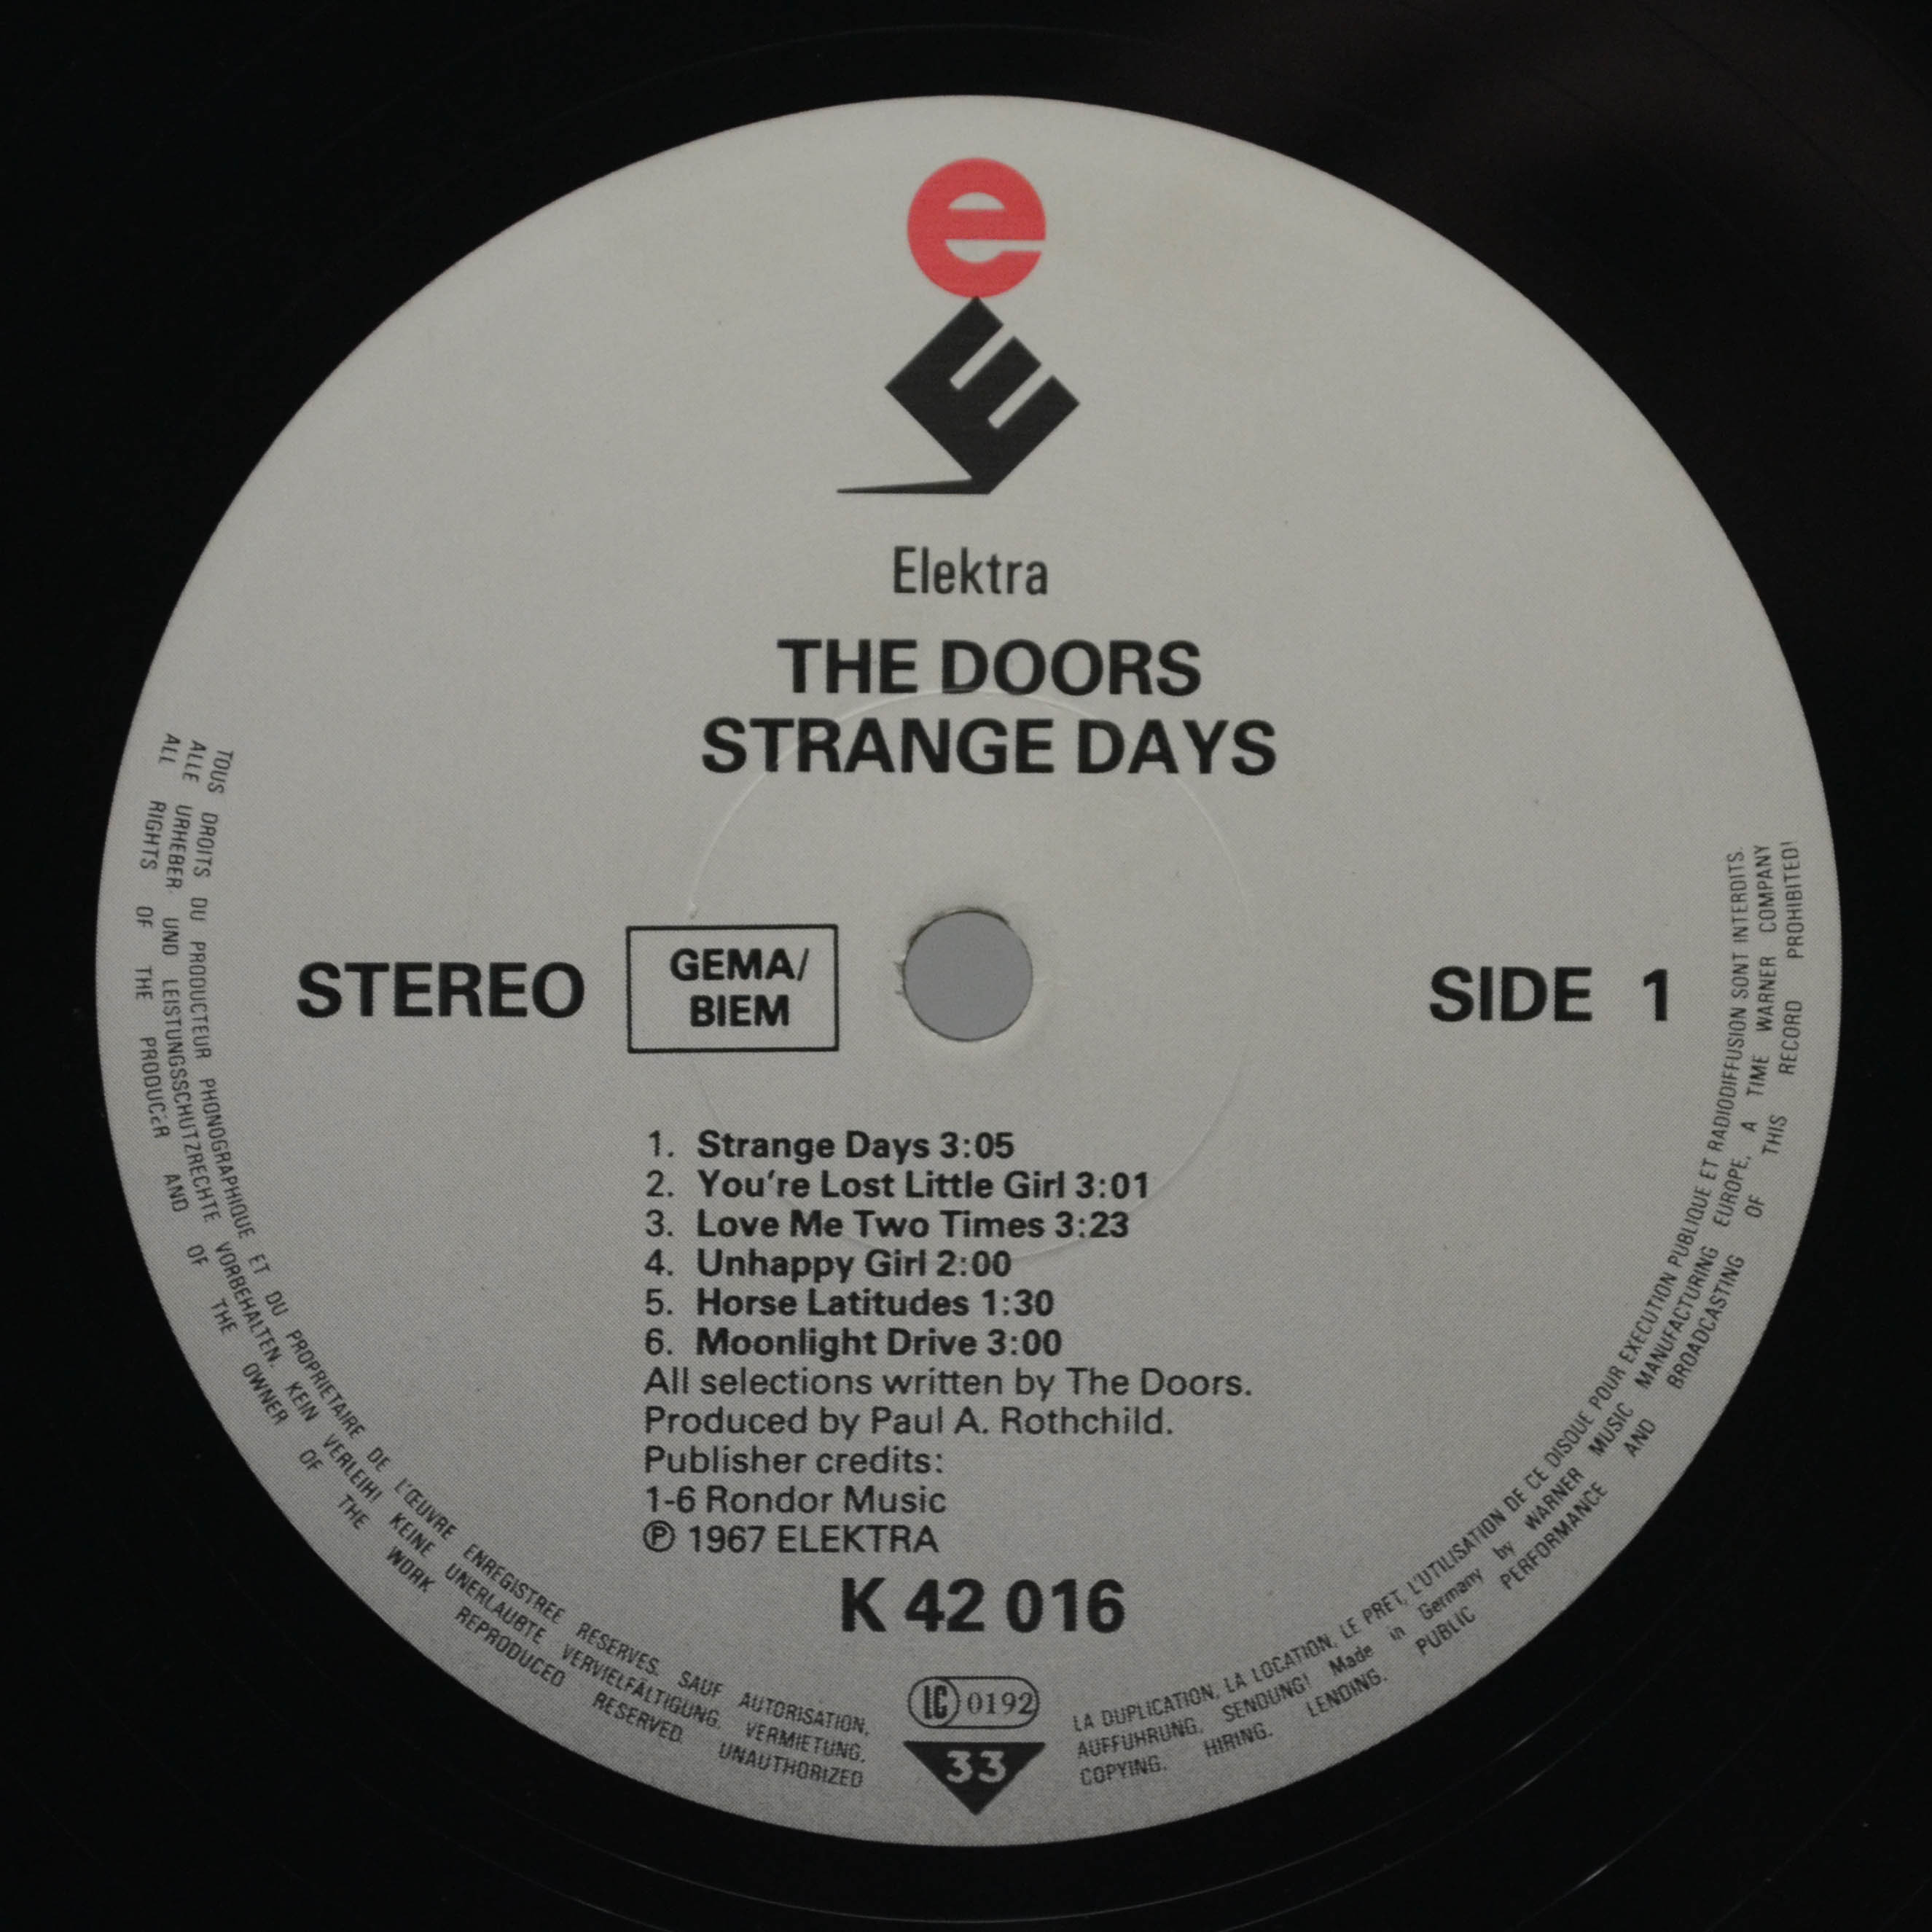 e
E
Elektra
THE DOORS
STRANGE DAYS
STEREO
GEMA/
BIEM
SIDE 1
1. Strange Days 3:05
2. You're Lost Little Girl 3:01
3. Love Me Two Times 3:23
4. Unhappy Girl 2:00
5. Horse Latitudes 1:30
6. Moonlight Drive 3:00
All selections written by The Doors.
Produced by Paul A. Rothchild.
Publisher credits:
1-6 Rondor Music
℗ 1967 ELEKTRA
K 42 016
LC 0192
33
TOUS DROITS DU PRODUCTEUR PHONOGRAPHIQUE ET DU PROPRIETAIRE DE L'ŒUVRE ENREGISTREE RESERVES. SAUF AUTORISATION, LA DUPLICATION, LA LOCATION, LE PRET, L'UTILISATION DE CE DISQUE POUR EXECUTION PUBLIQUE ET RADIODIFFUSION SONT INTERDITS.
ALLE URHEBER- UND LEISTUNGSSCHUTZRECHTE VORBEHALTEN. KEIN VERLEIH! KEINE UNERLAUBTE VERVIELFÄLTIGUNG, VERMIETUNG, AUFFUHRUNG, SENDUNG! Made in Germany by WARNER MUSIC MANUFACTURING EUROPE, A TIME WARNER COMPANY
ALL RIGHTS OF THE PRODUCER AND OF THE OWNER OF THE WORK REPRODUCED RESERVED. UNAUTHORIZED COPYING. HIRING. LENDING. PUBLIC PERFORMANCE AND BROADCASTING OF THIS RECORD PROHIBITED!